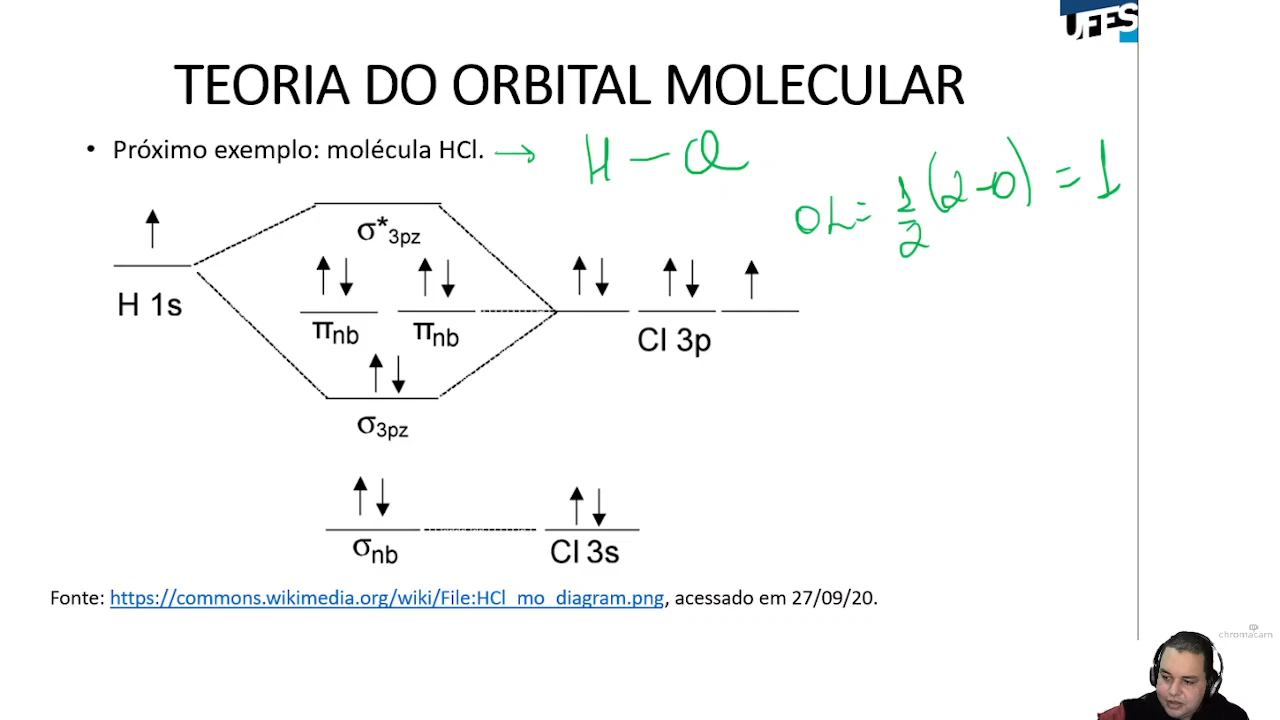 UFES
TEORIA DO ORBITAL MOLECULAR
• Próximo exemplo: molécula HCl. → H – Cl
OL = 1/2 (2-0) = 1
σ*3pz
H 1s
πnb πnb
Cl 3p
σ3pz
σnb
Cl 3s
Fonte: https://commons.wikimedia.org/wiki/File:HCl_mo_diagram.png, acessado em 27/09/20.
chromacam